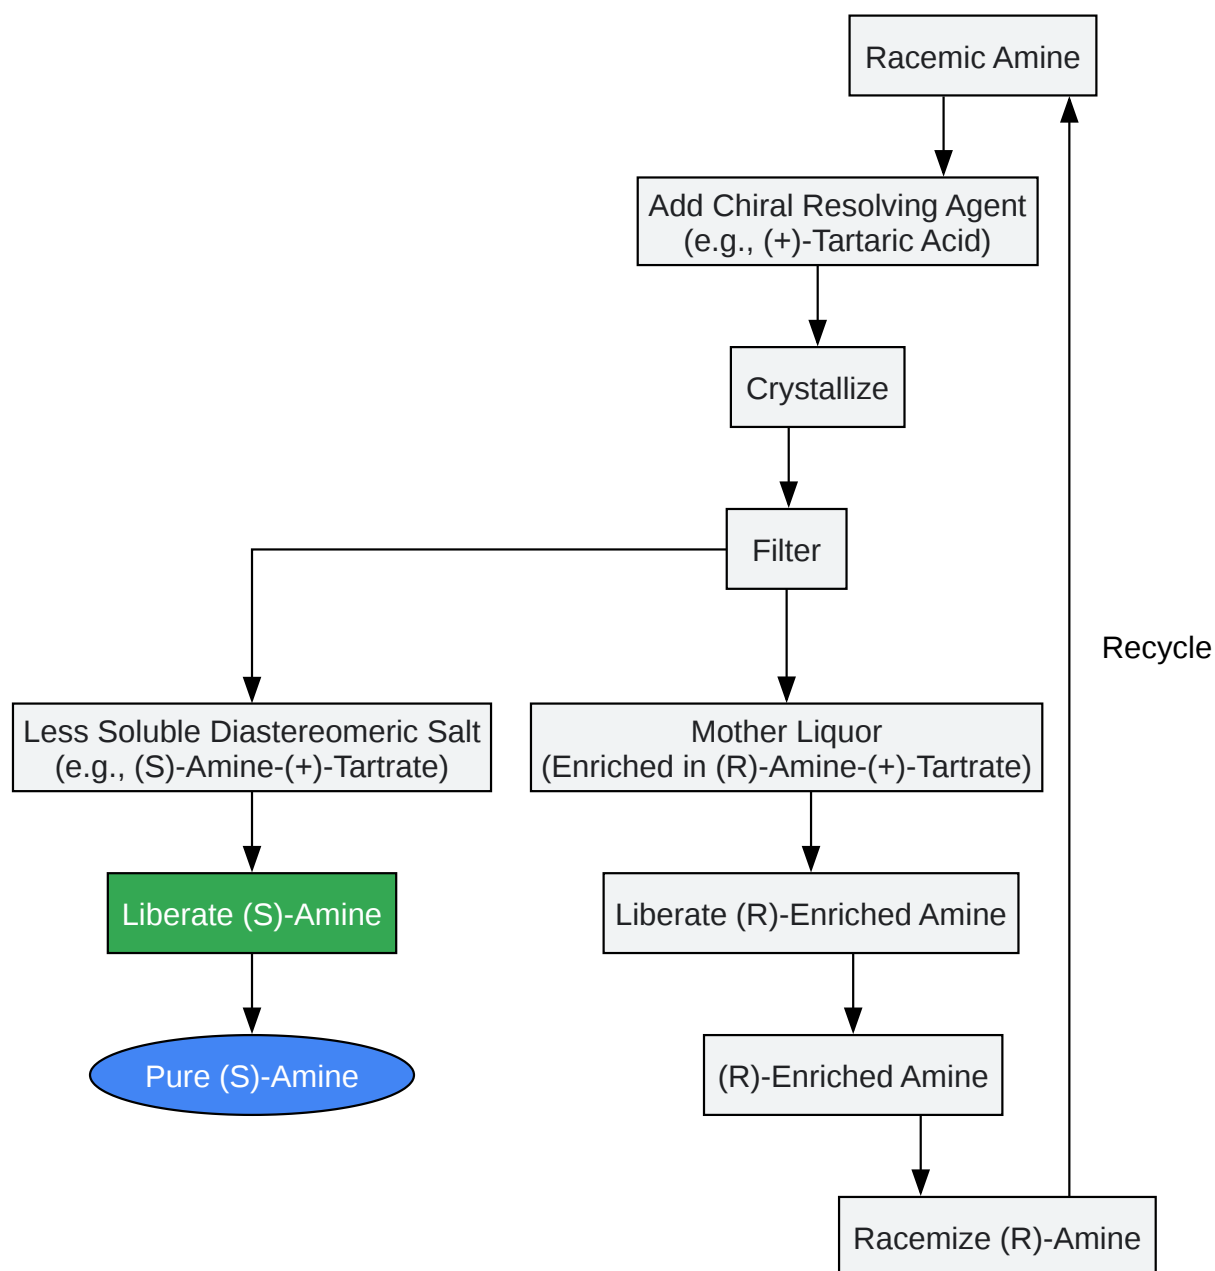 Racemic Amine
Add Chiral Resolving Agent
(e.g., (+)-Tartaric Acid)
Crystallize
Filter
Recycle
Less Soluble Diastereomeric Salt
(e.g., (S)-Amine-(+)-Tartrate)
Mother Liquor
(Enriched in (R)-Amine-(+)-Tartrate)
Liberate (S)-Amine
Liberate (R)-Enriched Amine
Pure (S)-Amine
(R)-Enriched Amine
Racemize (R)-Amine